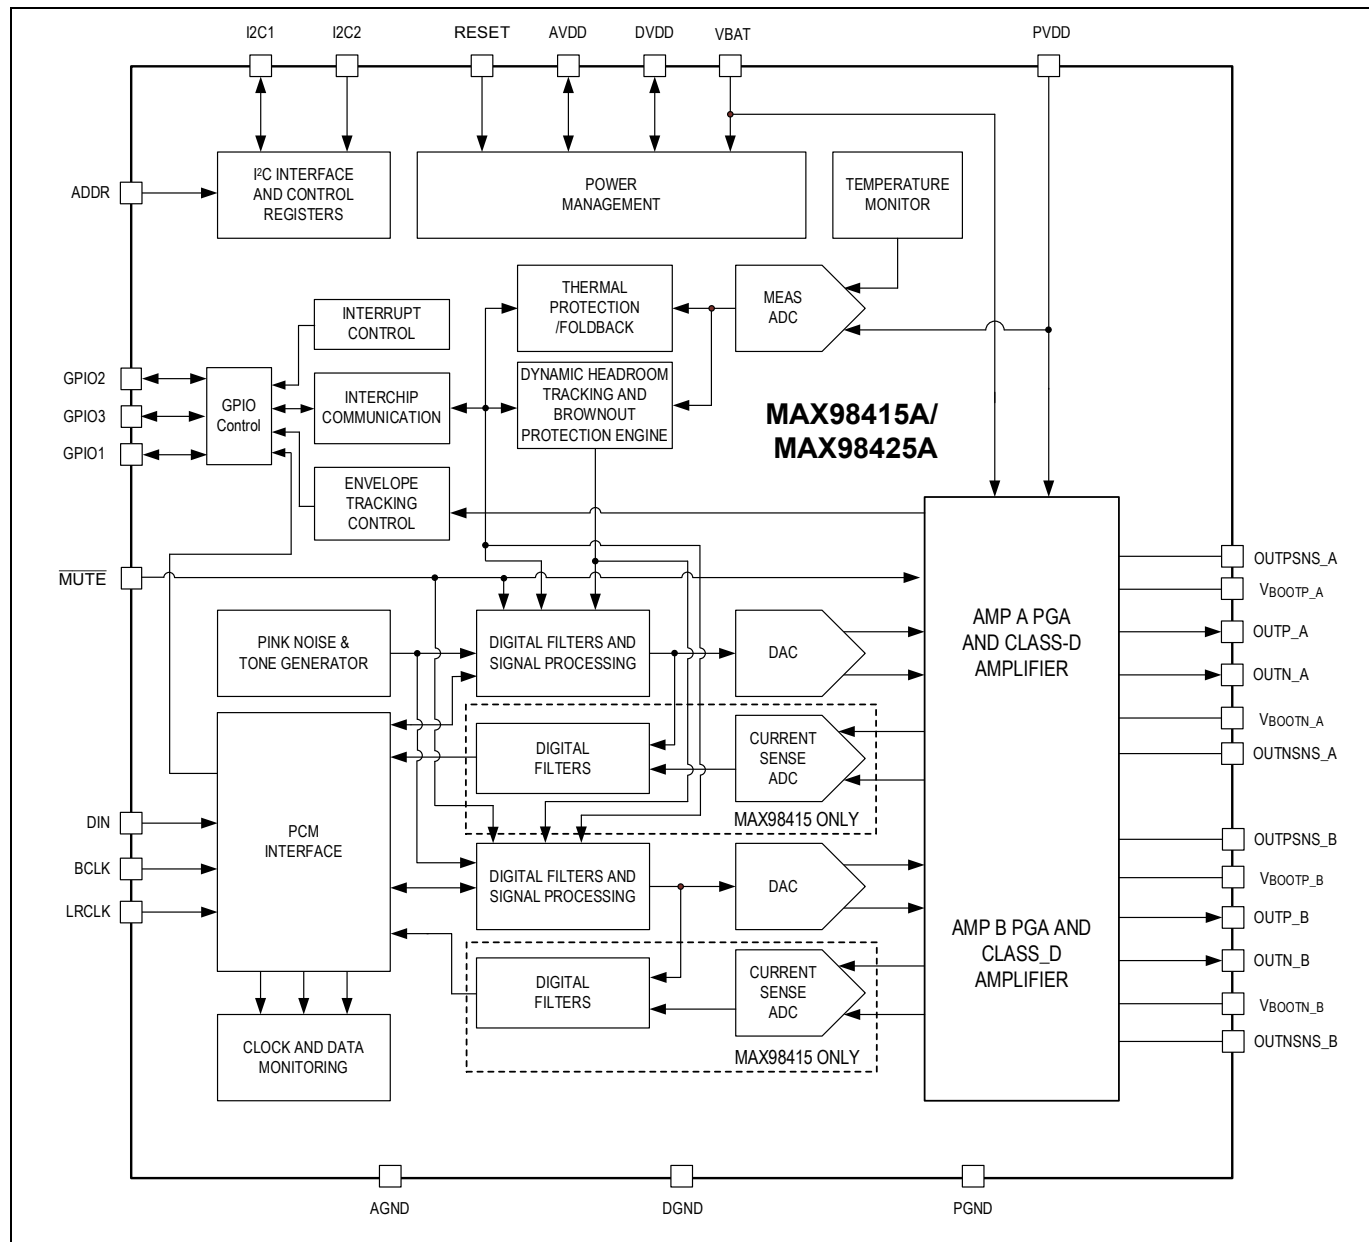 I2C1
I2C2
RESET
AVDD
DVDD
VBAT
PVDD
ADDR
I²C INTERFACE
AND CONTROL
REGISTERS
POWER
MANAGEMENT
TEMPERATURE
MONITOR
THERMAL
PROTECTION
/FOLDBACK
MEAS
ADC
INTERRUPT
CONTROL
GPIO2
GPIO3
GPIO1
GPIO
Control
INTERCHIP
COMMUNICATION
DYNAMIC HEADROOM
TRACKING AND
BROWNOUT
PROTECTION ENGINE
MAX98415A/
MAX98425A
ENVELOPE
TRACKING
CONTROL
MUTE
PINK NOISE &
TONE GENERATOR
DIGITAL FILTERS AND
SIGNAL PROCESSING
DAC
AMP A PGA
AND CLASS-D
AMPLIFIER
OUTPSNS_A
VBOOTP_A
OUTP_A
OUTN_A
VBOOTN_A
OUTNSNS_A
DIGITAL
FILTERS
CURRENT
SENSE
ADC
MAX98415 ONLY
DIN
BCLK
LRCLK
PCM
INTERFACE
DIGITAL FILTERS AND
SIGNAL PROCESSING
DAC
AMP B PGA AND
CLASS_D
AMPLIFIER
OUTPSNS_B
VBOOTP_B
OUTP_B
OUTN_B
VBOOTN_B
OUTNSNS_B
DIGITAL
FILTERS
CURRENT
SENSE
ADC
MAX98415 ONLY
CLOCK AND DATA
MONITORING
AGND
DGND
PGND